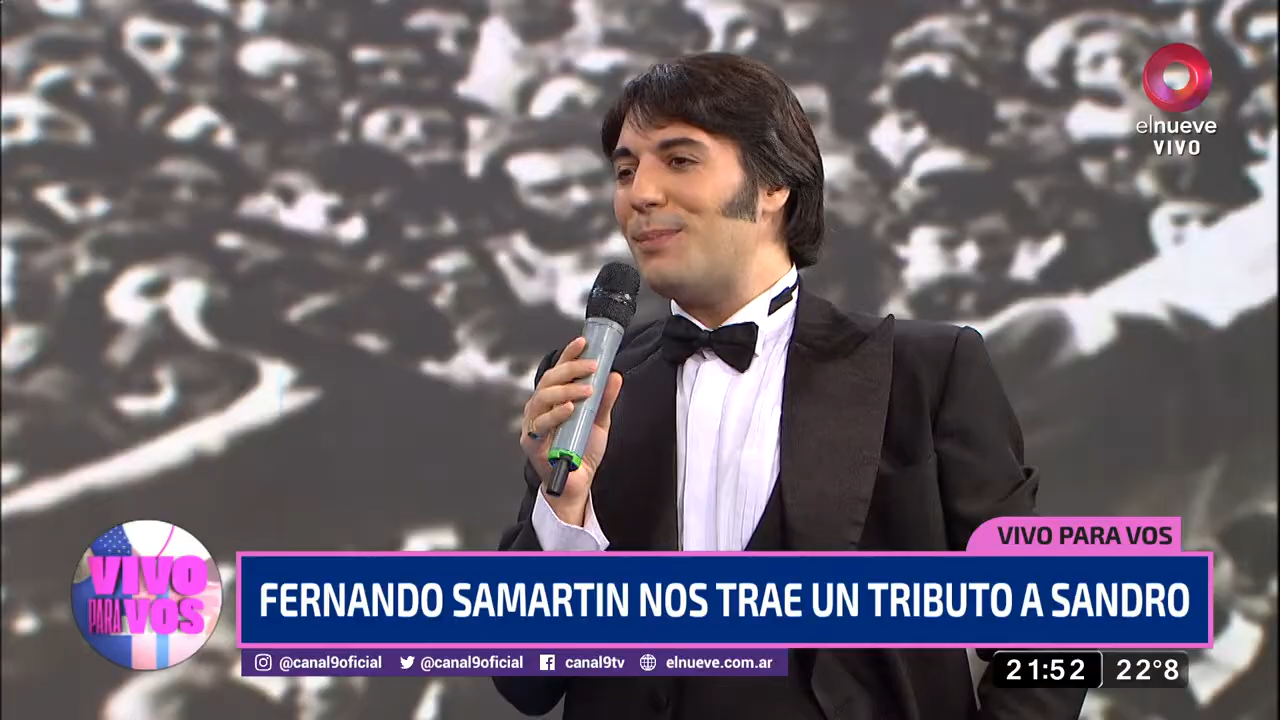 elnueve
VIVO
VIVO PARA VOS
VIVO
PARA VOS
FERNANDO SAMARTIN NOS TRAE UN TRIBUTO A SANDRO
@canal9oficial @canal9oficial canal9tv elnueve.com.ar
21:52 22°8